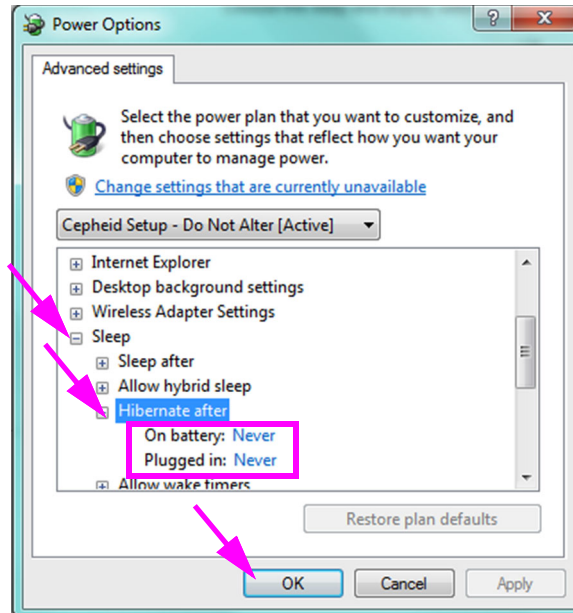 Power Options
Advanced settings
Select the power plan that you want to customize, and
then choose settings that reflect how you want your
computer to manage power.
Change settings that are currently unavailable
Cepheid Setup - Do Not Alter [Active]
Internet Explorer
Desktop background settings
Wireless Adapter Settings
Sleep
Sleep after
Allow hybrid sleep
Hibernate after
On battery: Never
Plugged in: Never
Allow wake timers
Restore plan defaults
OK Cancel Apply